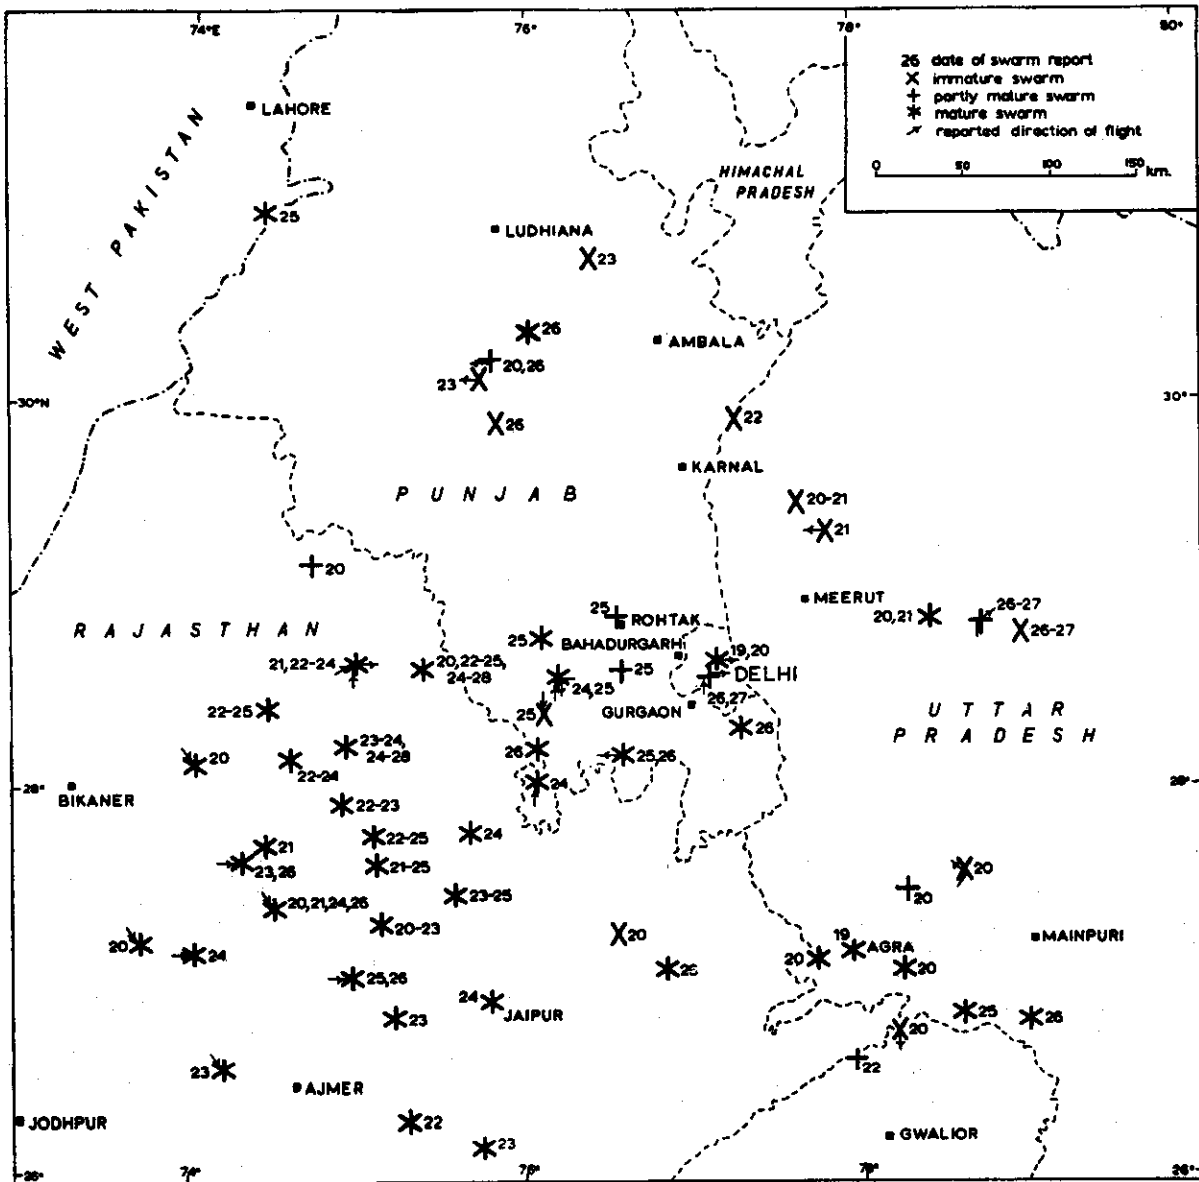 74°E
76°
78°
80°
26 date of swarm report
immature swarm
partly mature swarm
mature swarm
reported direction of flight
0 50 100 150 km.
LAHORE
WEST PAKISTAN
HIMACHAL
PRADESH
25
LUDHIANA
23
26
AMBALA
20,26
23
30°N
30°
26
22
KARNAL
PUNJAB
20-21
21
20
MEERUT
26-27
20,21
26-27
25
ROHTAK
RAJASTHAN
25
BAHADURGARH
19,20
21,22-24
20,22-25,
24-28
25
DELHI
24,25
26,27
22-25
25
GURGAON
26
UTTAR
PRADESH
23-24,
24-28
20
22-24
26
25,26
28°
BIKANER
24
28°
22-23
21
22-25
24
23,26
21-25
20
20
20,21,24,26
23-25
20-23
20
19
AGRA
MAINPURI
20
24
20
20
25,26
24
JAIPUR
23
25
26
20
22
23
AJMER
JODHPUR
22
GWALIOR
23
26°
74°
26°